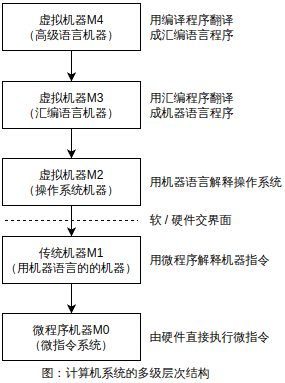 虚拟机器M4
（高级语言机器）
用编译程序翻译
成汇编语言程序
虚拟机器M3
（汇编语言机器）
用汇编程序翻译
成机器语言程序
虚拟机器M2
（操作系统机器）
用机器语言解释操作系统
软 / 硬件交界面
传统机器M1
（用机器语言的的机器）
用微程序解释机器指令
微程序机器M0
（微指令系统）
由硬件直接执行微指令
图：计算机系统的多级层次结构